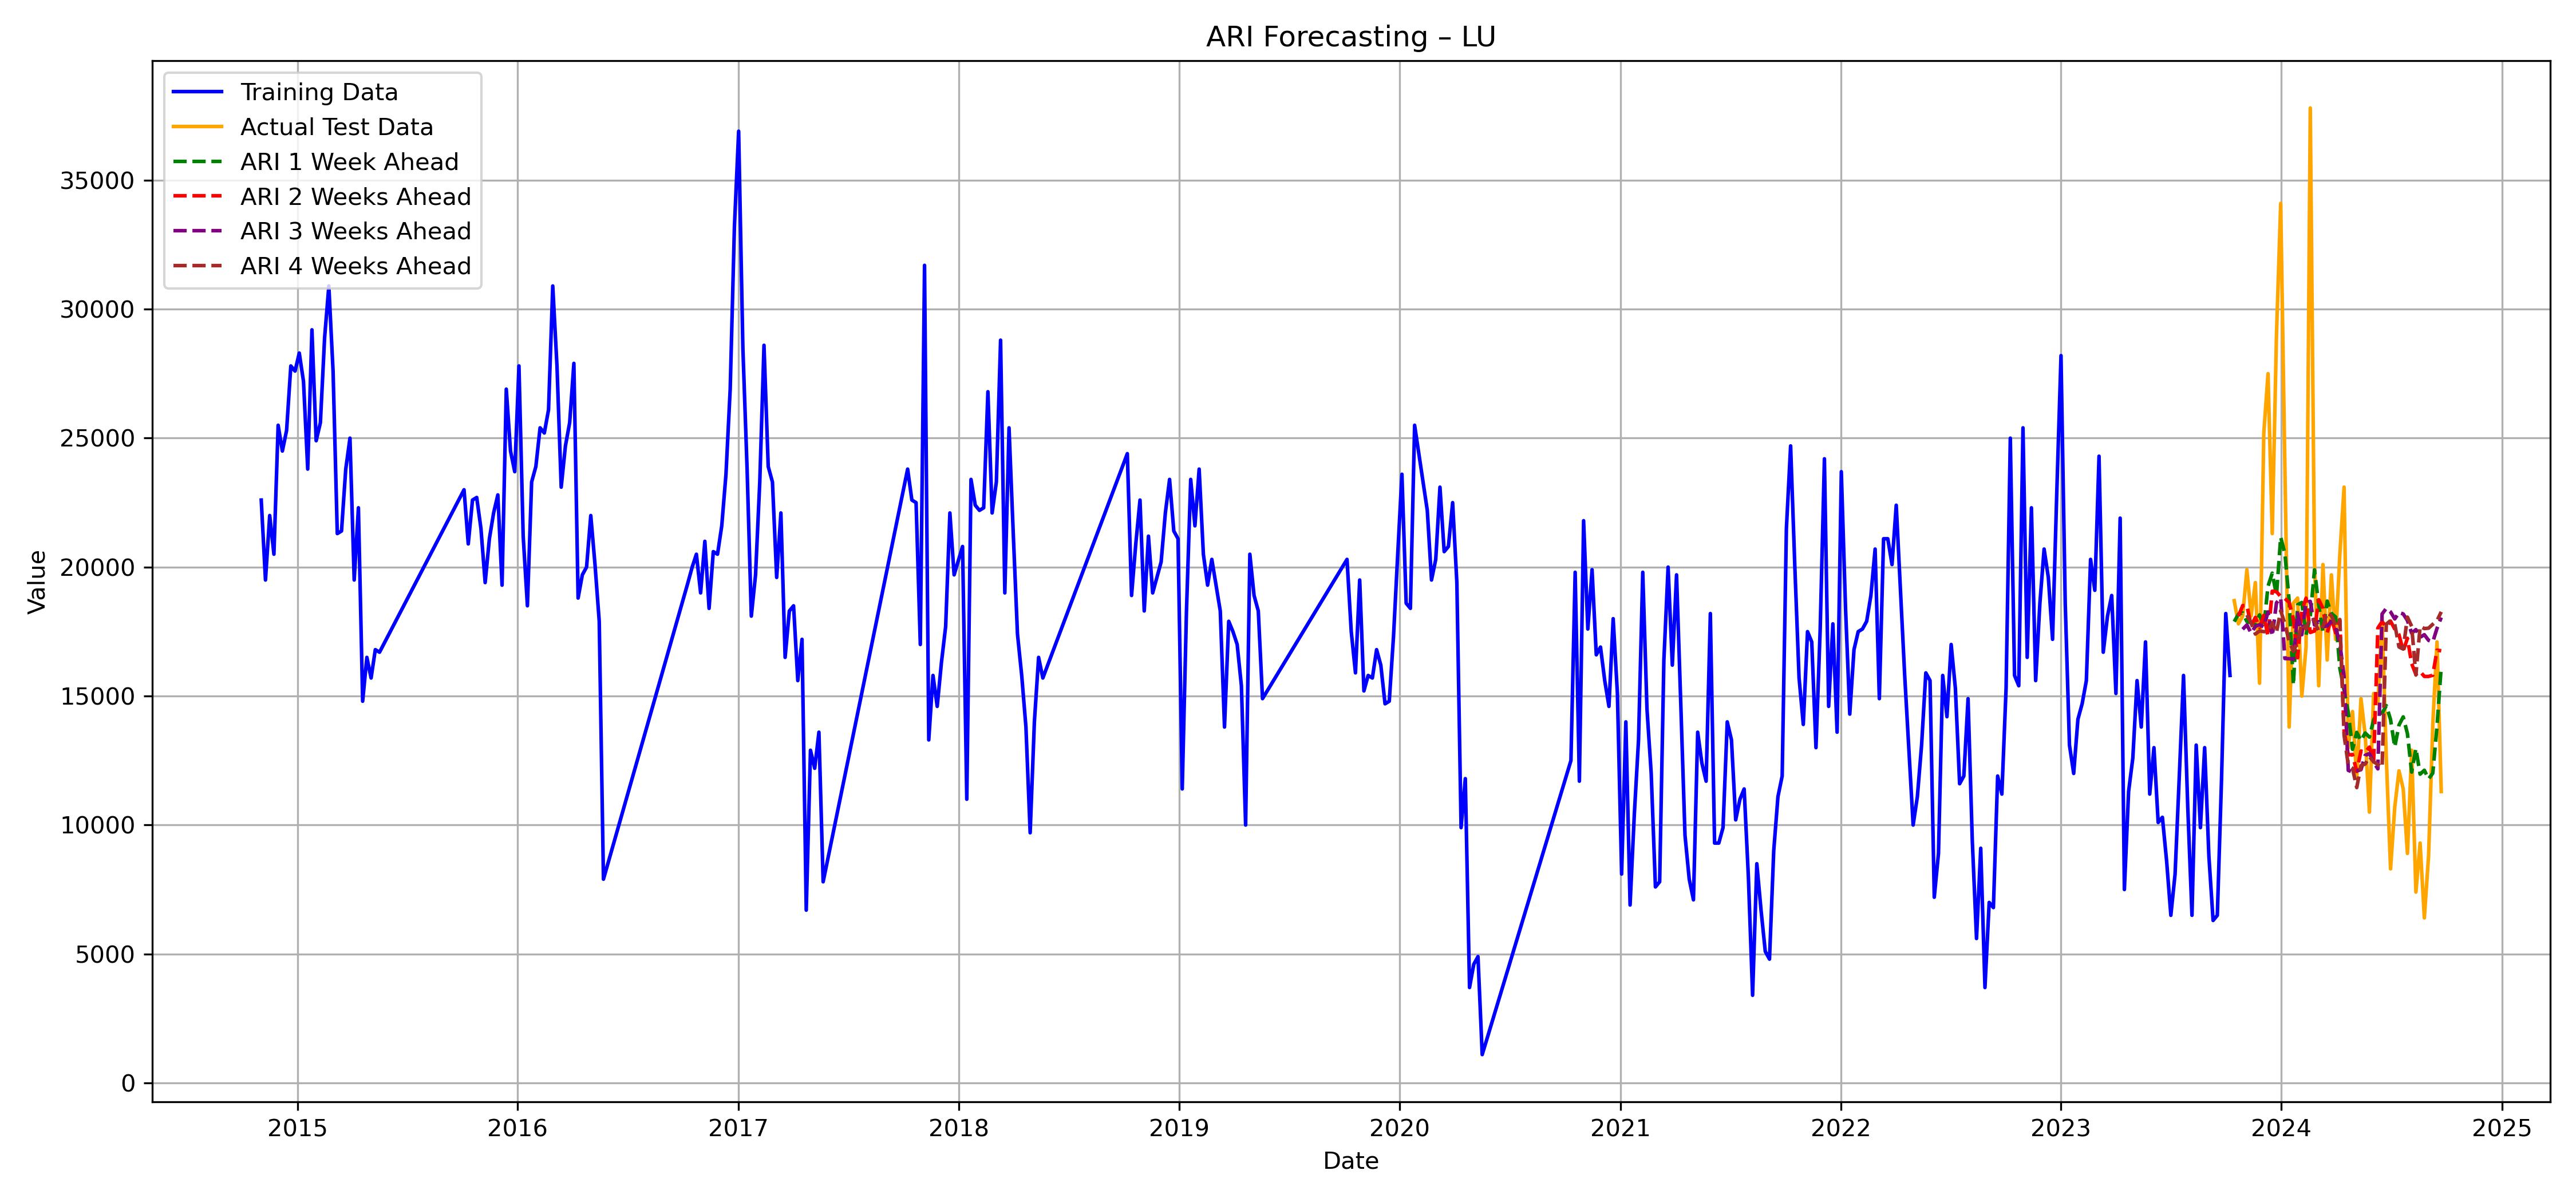 ARI Forecasting – LU
Training Data
Actual Test Data
ARI 1 Week Ahead
ARI 2 Weeks Ahead
ARI 3 Weeks Ahead
ARI 4 Weeks Ahead
Value
35000
30000
25000
20000
15000
10000
5000
0
2015 2016 2017 2018 2019 2020 2021 2022 2023 2024 2025
Date